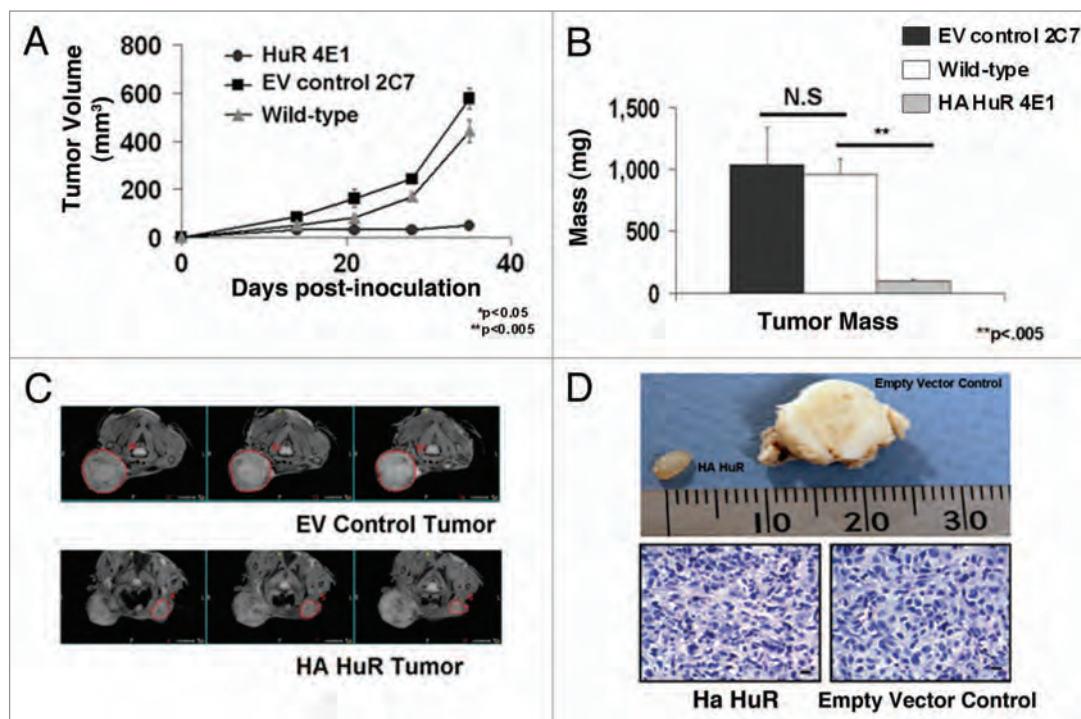 A
HuR 4E1
EV control 2C7
Wild-type
Tumor Volume
(mm³)
800
600
400
200
0
0
20
40
Days post-inoculation
*p<0.05
**p<0.005
B
EV control 2C7
Wild-type
HA HuR 4E1
N.S
**
Mass (mg)
1,500
1,000
500
0
Tumor Mass
**p<.005
C
EV Control Tumor
HA HuR Tumor
D
Empty Vector Control
HA HuR
10
20
30
Ha HuR
Empty Vector Control